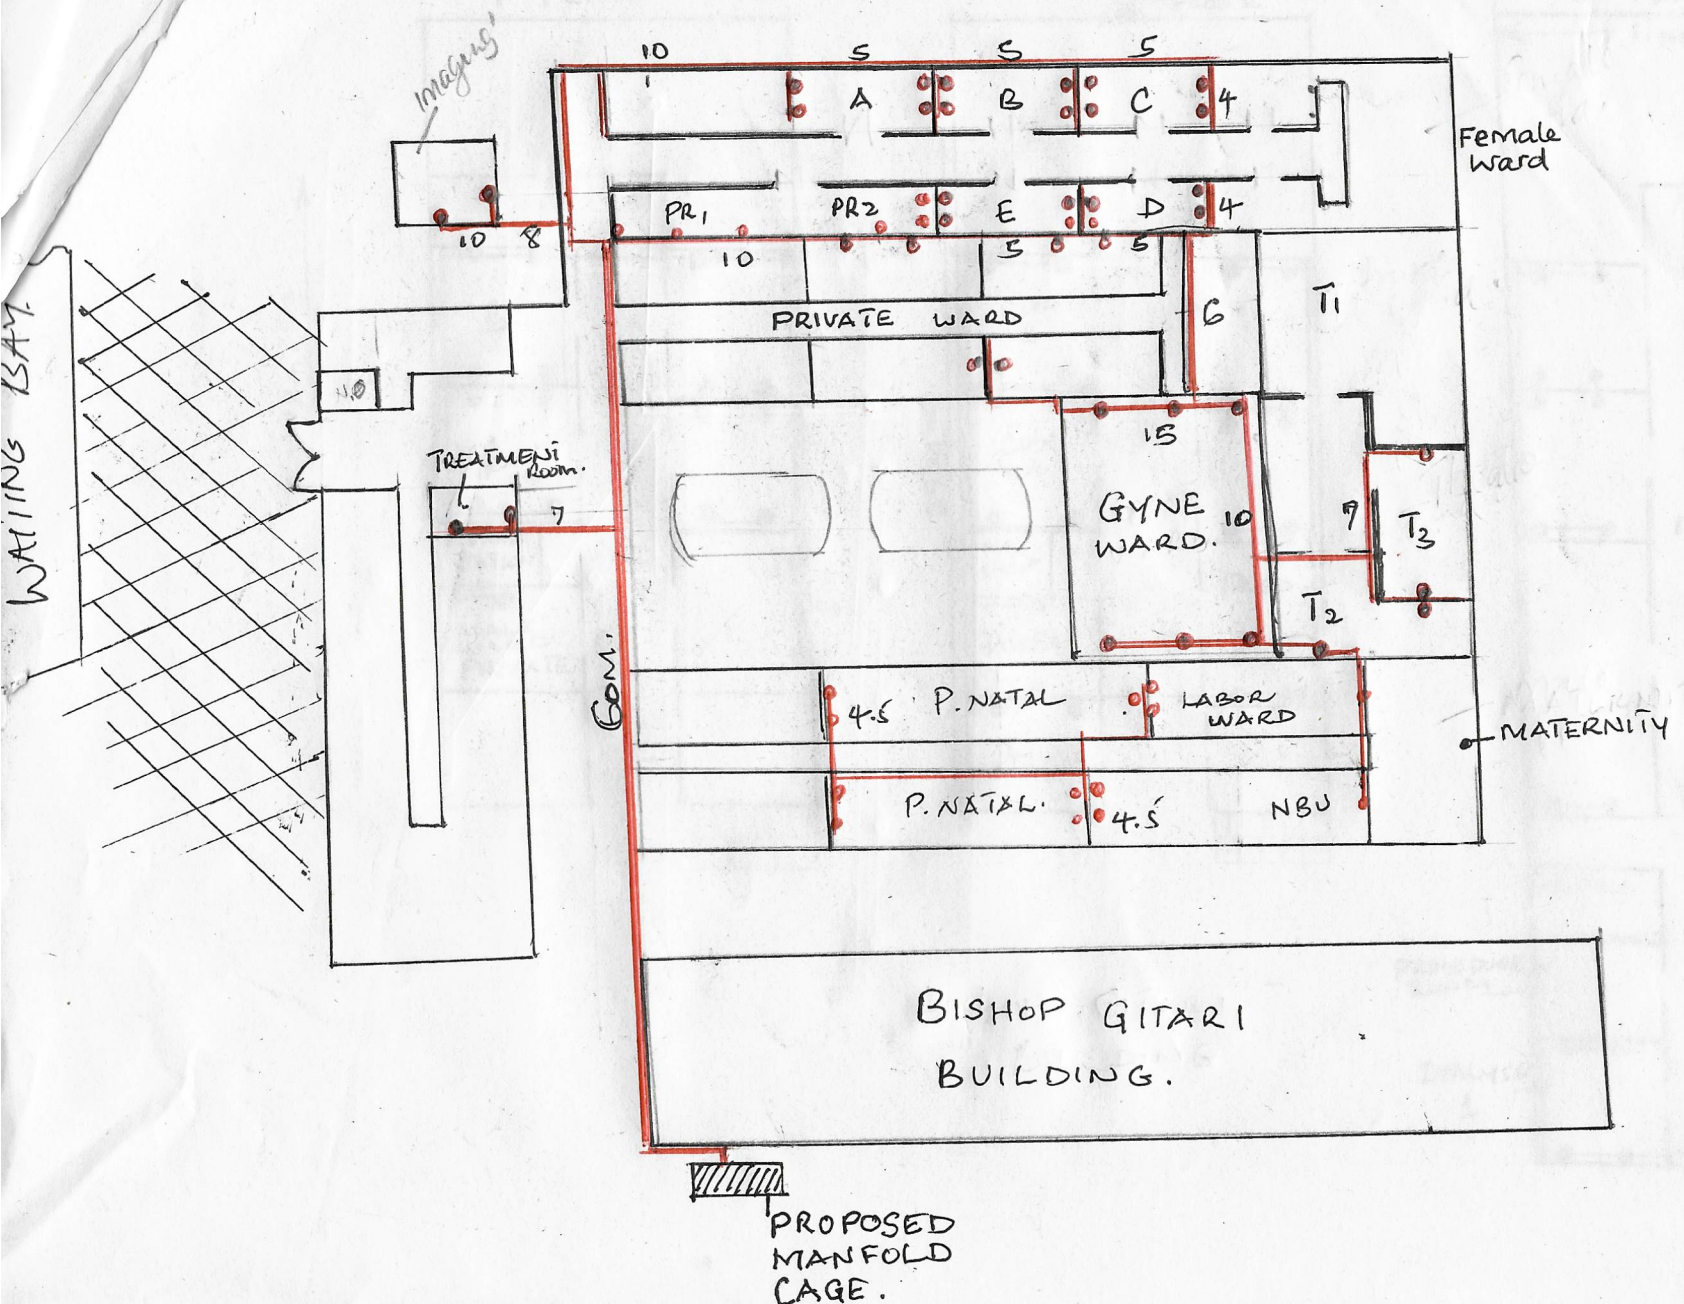 Imaging
10 5 5 5
A B C 4
Female
Ward
PR1 PR2 E D 4
10 8
10 5 5
T1
6
PRIVATE WARD
N.O
WAITING BAY.
TREATMENT
ROOM.
7
15
GYNE
WARD.
10
9
T3
T2
60M.
4.5 P.NATAL
LABOR
WARD
MATERNITY
P.NATAL.
4.5
NBU
BISHOP GITARI
BUILDING.
PROPOSED
MANFOLD
CAGE.